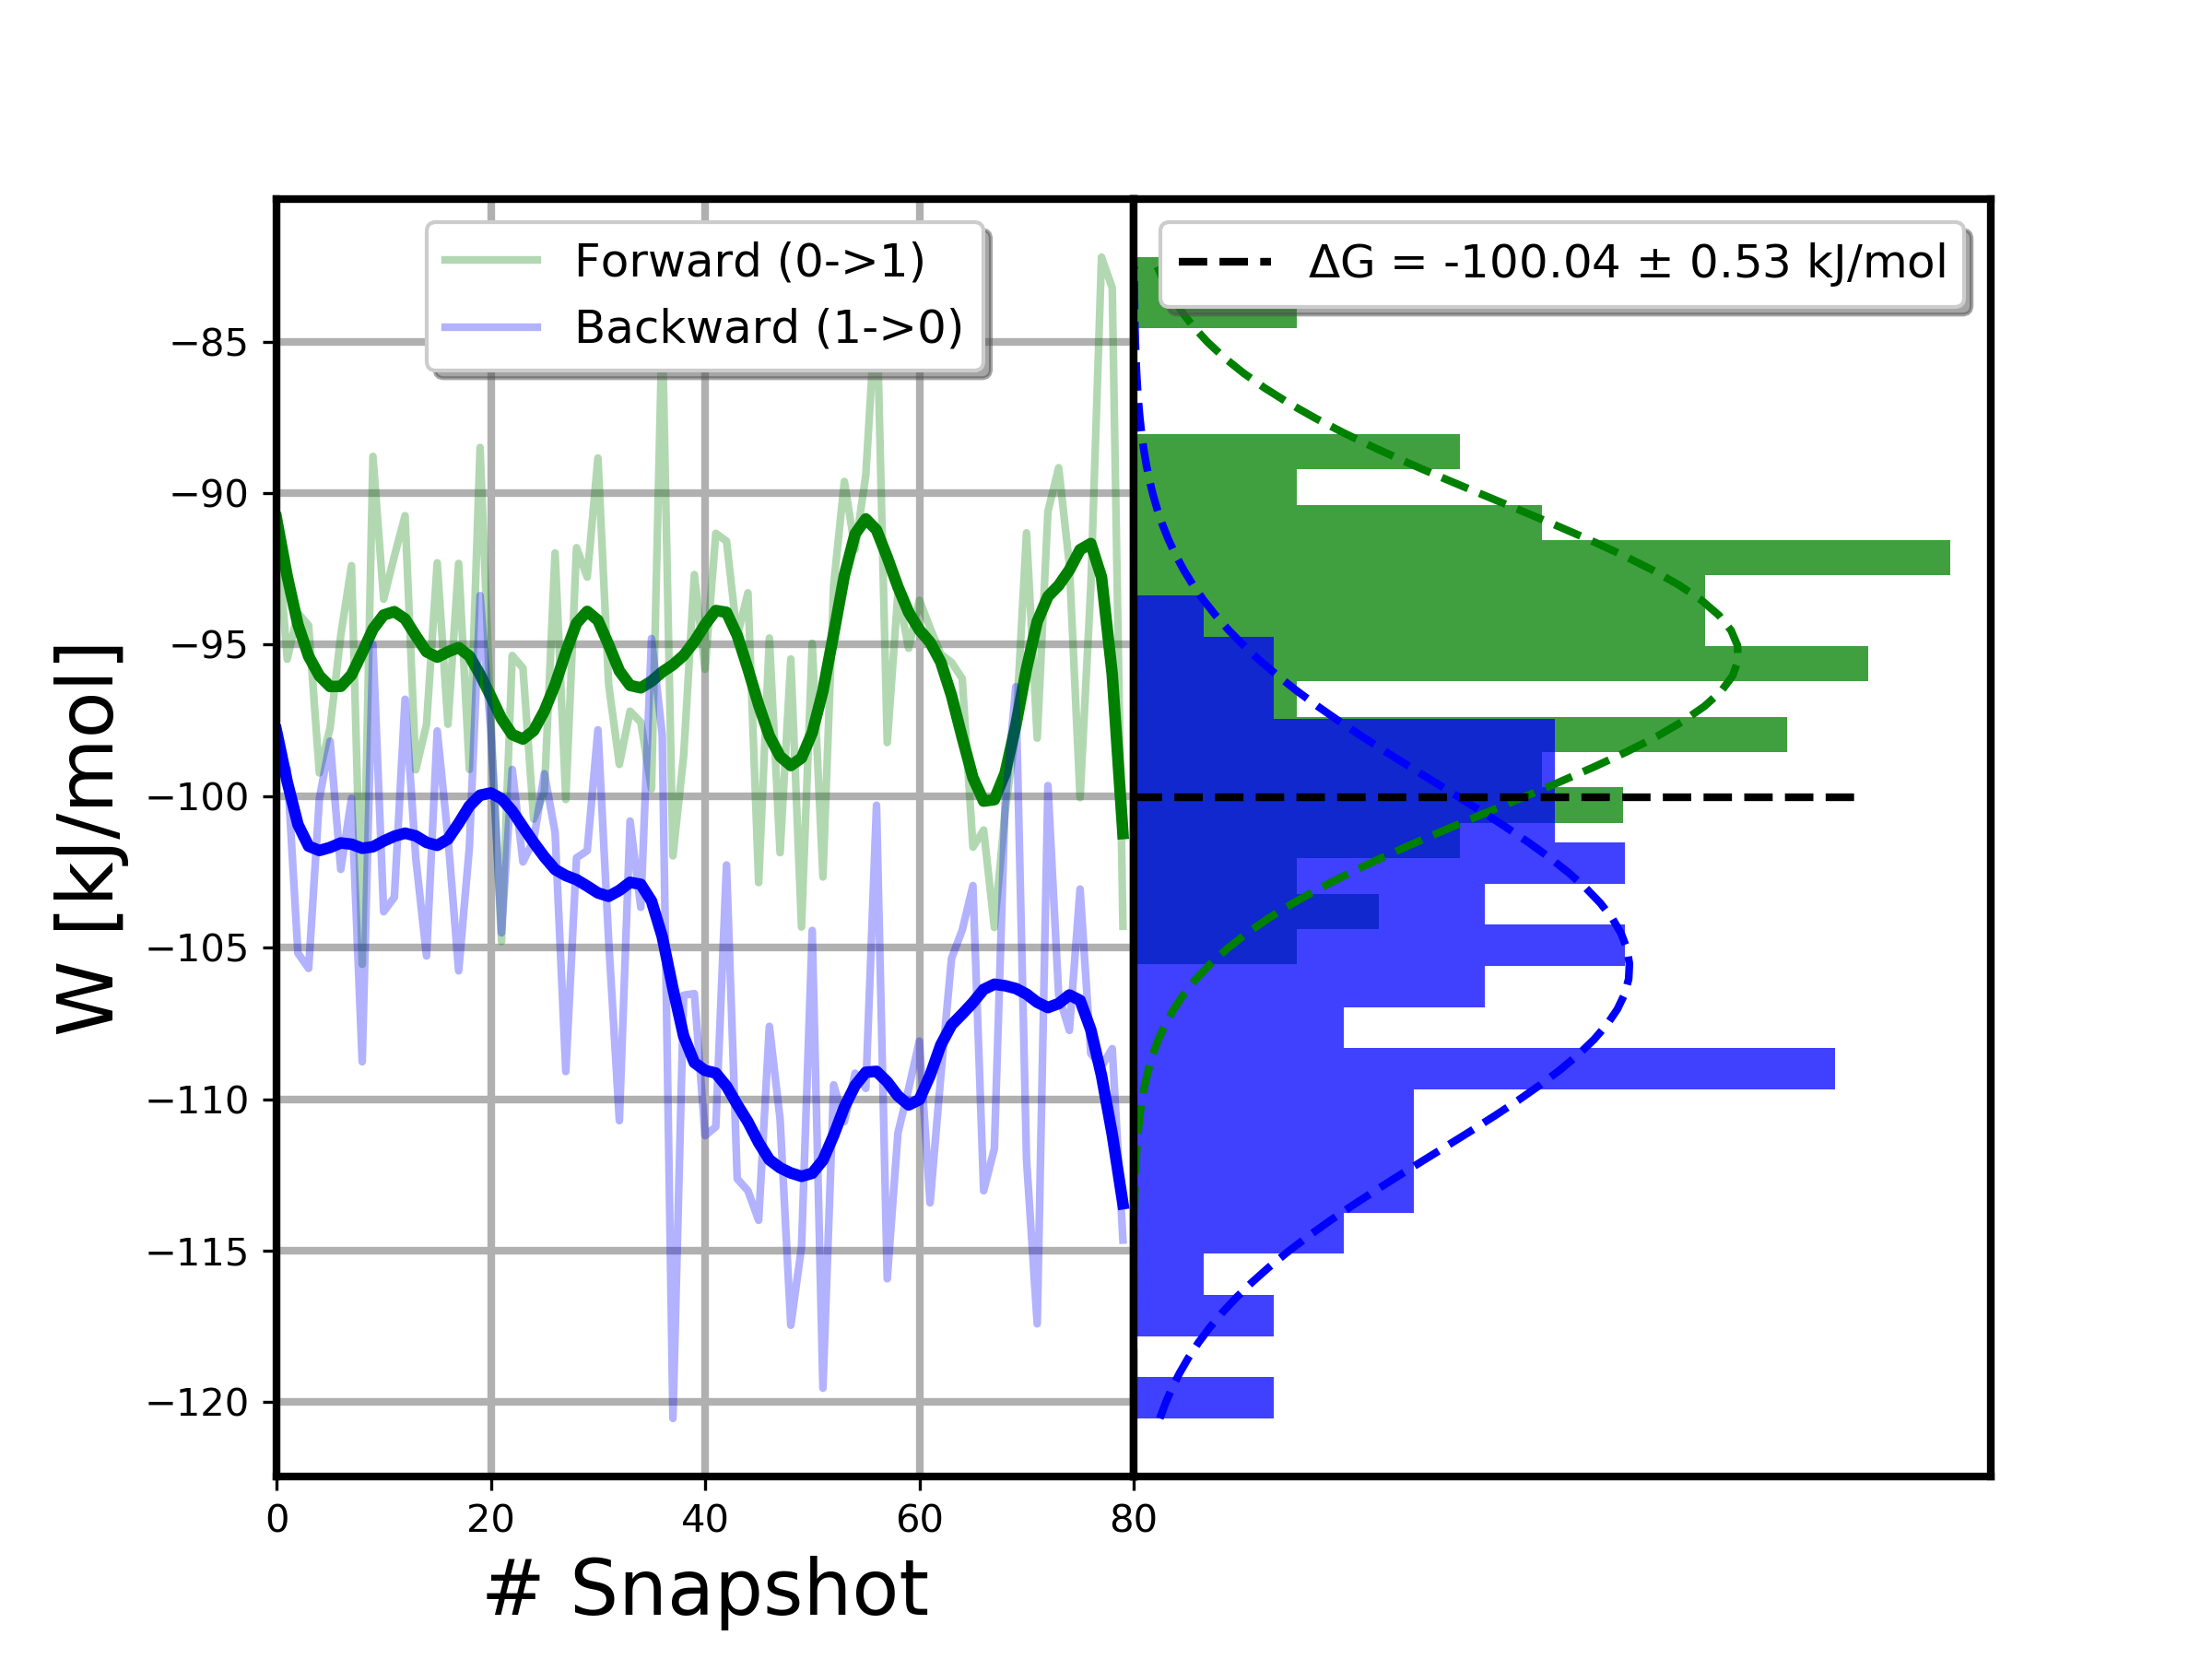 Forward (0->1)
Backward (1->0)
ΔG = -100.04 ± 0.53 kJ/mol
W [kJ/mol]
−85
−90
−95
−100
−105
−110
−115
−120
0 20 40 60 80
# Snapshot